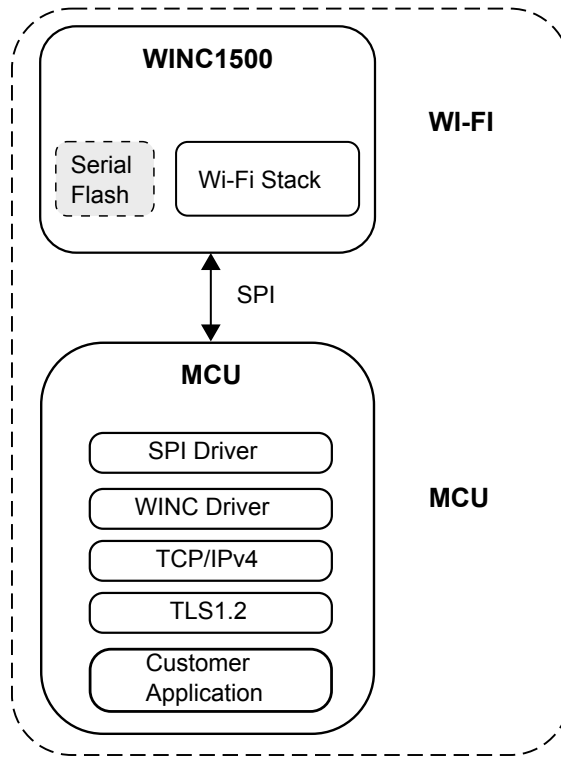 WINC1500
WI-FI
Serial
Flash
Wi-Fi Stack
SPI
MCU
SPI Driver
WINC Driver
MCU
TCP/IPv4
TLS1.2
Customer
Application